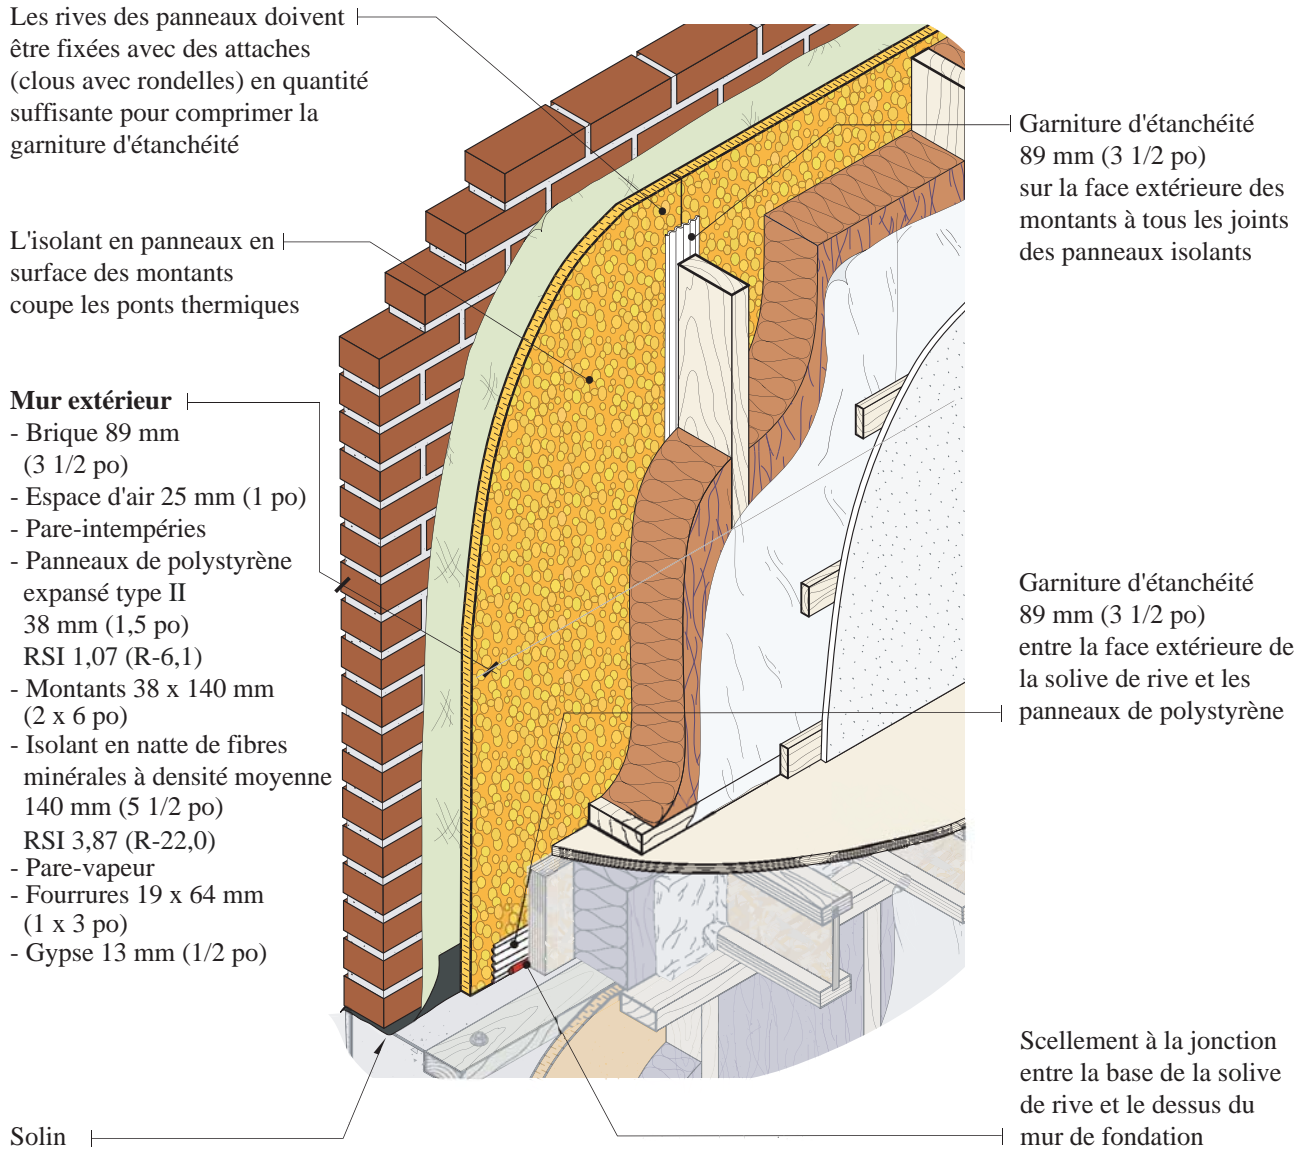 Les rives des panneaux doivent
être fixées avec des attaches
(clous avec rondelles) en quantité
suffisante pour comprimer la
garniture d'étanchéité
L'isolant en panneaux en
surface des montants
coupe les ponts thermiques
Mur extérieur
- Brique 89 mm
(3 1/2 po)
- Espace d'air 25 mm (1 po)
- Pare-intempéries
- Panneaux de polystyrène
expansé type II
38 mm (1,5 po)
RSI 1,07 (R-6,1)
- Montants 38 x 140 mm
(2 x 6 po)
- Isolant en natte de fibres
minérales à densité moyenne
140 mm (5 1/2 po)
RSI 3,87 (R-22,0)
- Pare-vapeur
- Fourrures 19 x 64 mm
(1 x 3 po)
- Gypse 13 mm (1/2 po)
Solin
Garniture d'étanchéité
89 mm (3 1/2 po)
sur la face extérieure des
montants à tous les joints
des panneaux isolants
Garniture d'étanchéité
89 mm (3 1/2 po)
entre la face extérieure de
la solive de rive et les
panneaux de polystyrène
Scellement à la jonction
entre la base de la solive
de rive et le dessus du
mur de fondation